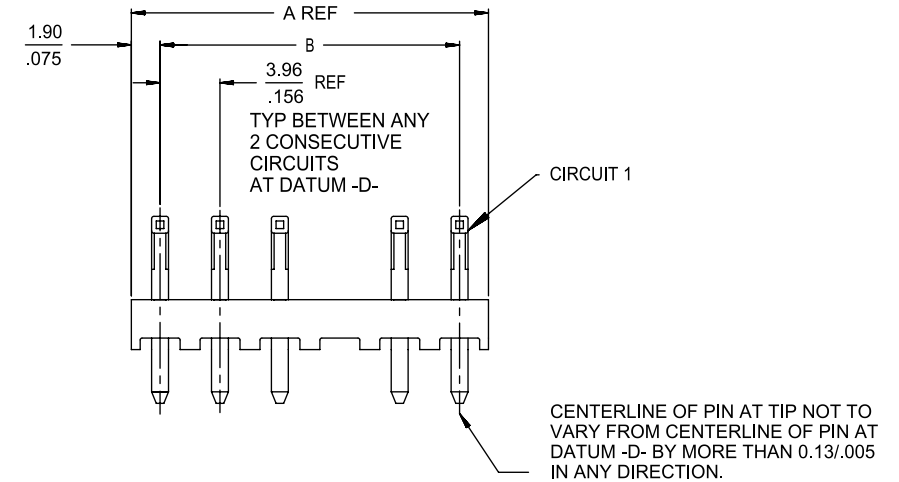 A REF
1.90
.075
B
3.96
.156
REF
TYP BETWEEN ANY
2 CONSECUTIVE
CIRCUITS
AT DATUM -D-
CIRCUIT 1
CENTERLINE OF PIN AT TIP NOT TO
VARY FROM CENTERLINE OF PIN AT
DATUM -D- BY MORE THAN 0.13/.005
IN ANY DIRECTION.